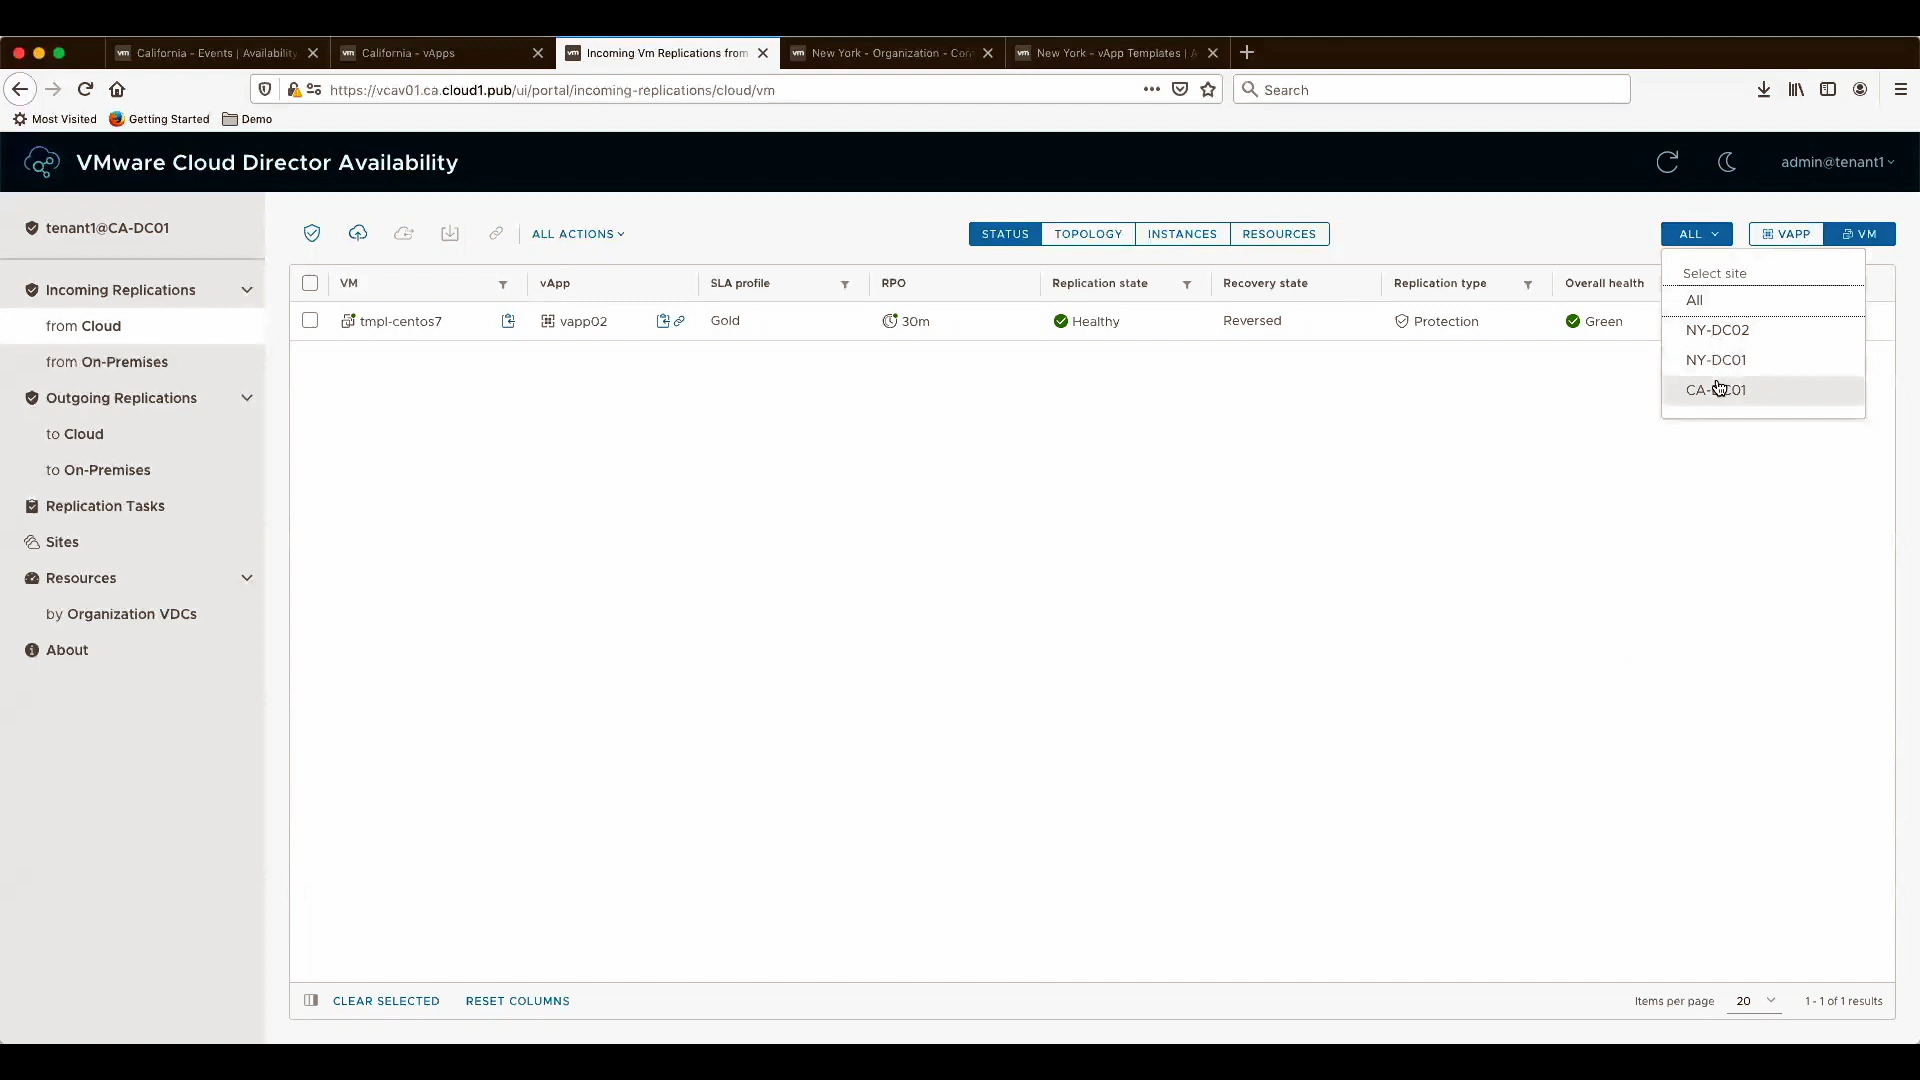 California - Events | Availability
California - vApps
Incoming Vm Replications from
New York - Organization - Con
New York - vApp Templates | A
https://vcav01.ca.cloud1.pub/ui/portal/incoming-replications/cloud/vm
Search
Most Visited
Getting Started
Demo
VMware Cloud Director Availability
admin@tenant1
tenant1@CA-DC01
Incoming Replications
from Cloud
from On-Premises
Outgoing Replications
to Cloud
to On-Premises
Replication Tasks
Sites
Resources
by Organization VDCs
About
ALL ACTIONS
STATUS
TOPOLOGY
INSTANCES
RESOURCES
ALL
VAPP
VM
Select site
All
NY-DC02
NY-DC01
CA-DC01
VM
vApp
SLA profile
RPO
Replication state
Recovery state
Replication type
Overall health
tmpl-centos7
vapp02
Gold
30m
Healthy
Reversed
Protection
Green
CLEAR SELECTED
RESET COLUMNS
Items per page
20
1 - 1 of 1 results